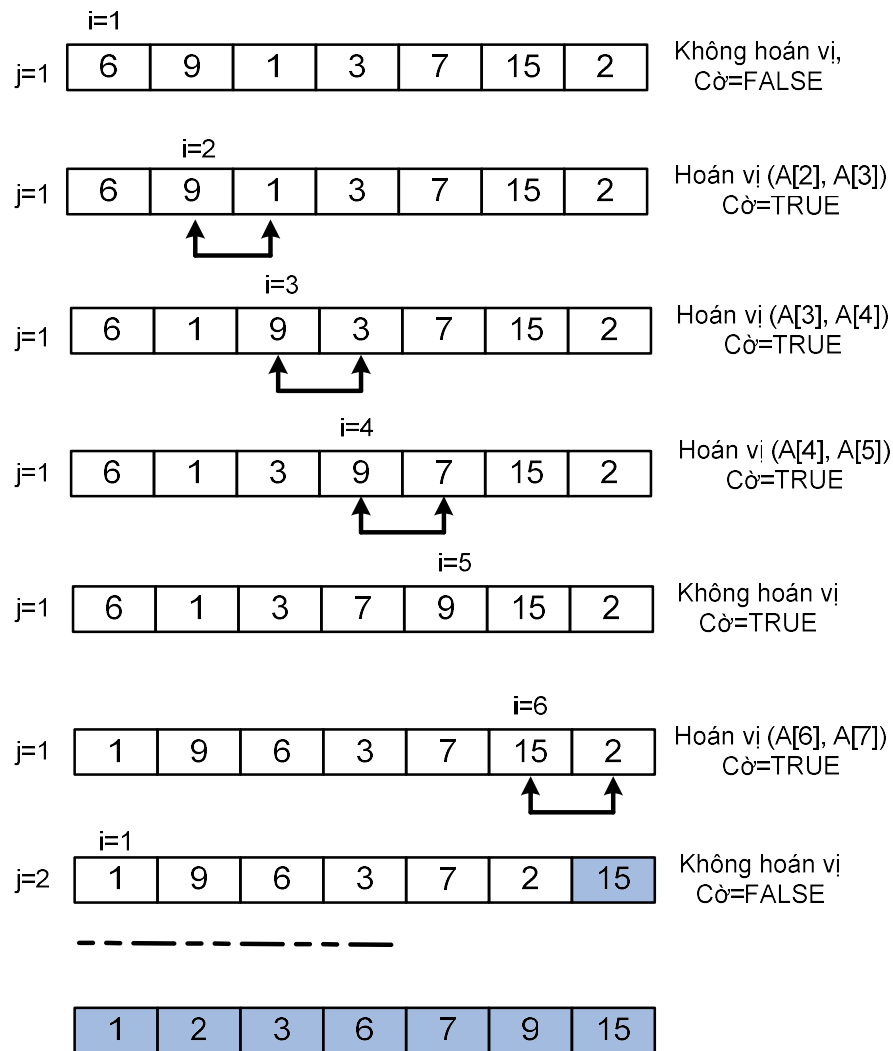 i=1
j=1 6 9 1 3 7 15 2 Không hoán vị,
Cờ=FALSE
i=2
j=1 6 9 1 3 7 15 2 Hoán vị (A[2], A[3])
Cờ=TRUE
i=3
j=1 6 1 9 3 7 15 2 Hoán vị (A[3], A[4])
Cờ=TRUE
i=4
j=1 6 1 3 9 7 15 2 Hoán vị (A[4], A[5])
Cờ=TRUE
i=5
j=1 6 1 3 7 9 15 2 Không hoán vị
Cờ=TRUE
i=6
j=1 1 9 6 3 7 15 2 Hoán vị (A[6], A[7])
Cờ=TRUE
i=1
j=2 1 9 6 3 7 2 15 Không hoán vị
Cờ=FALSE
1 2 3 6 7 9 15